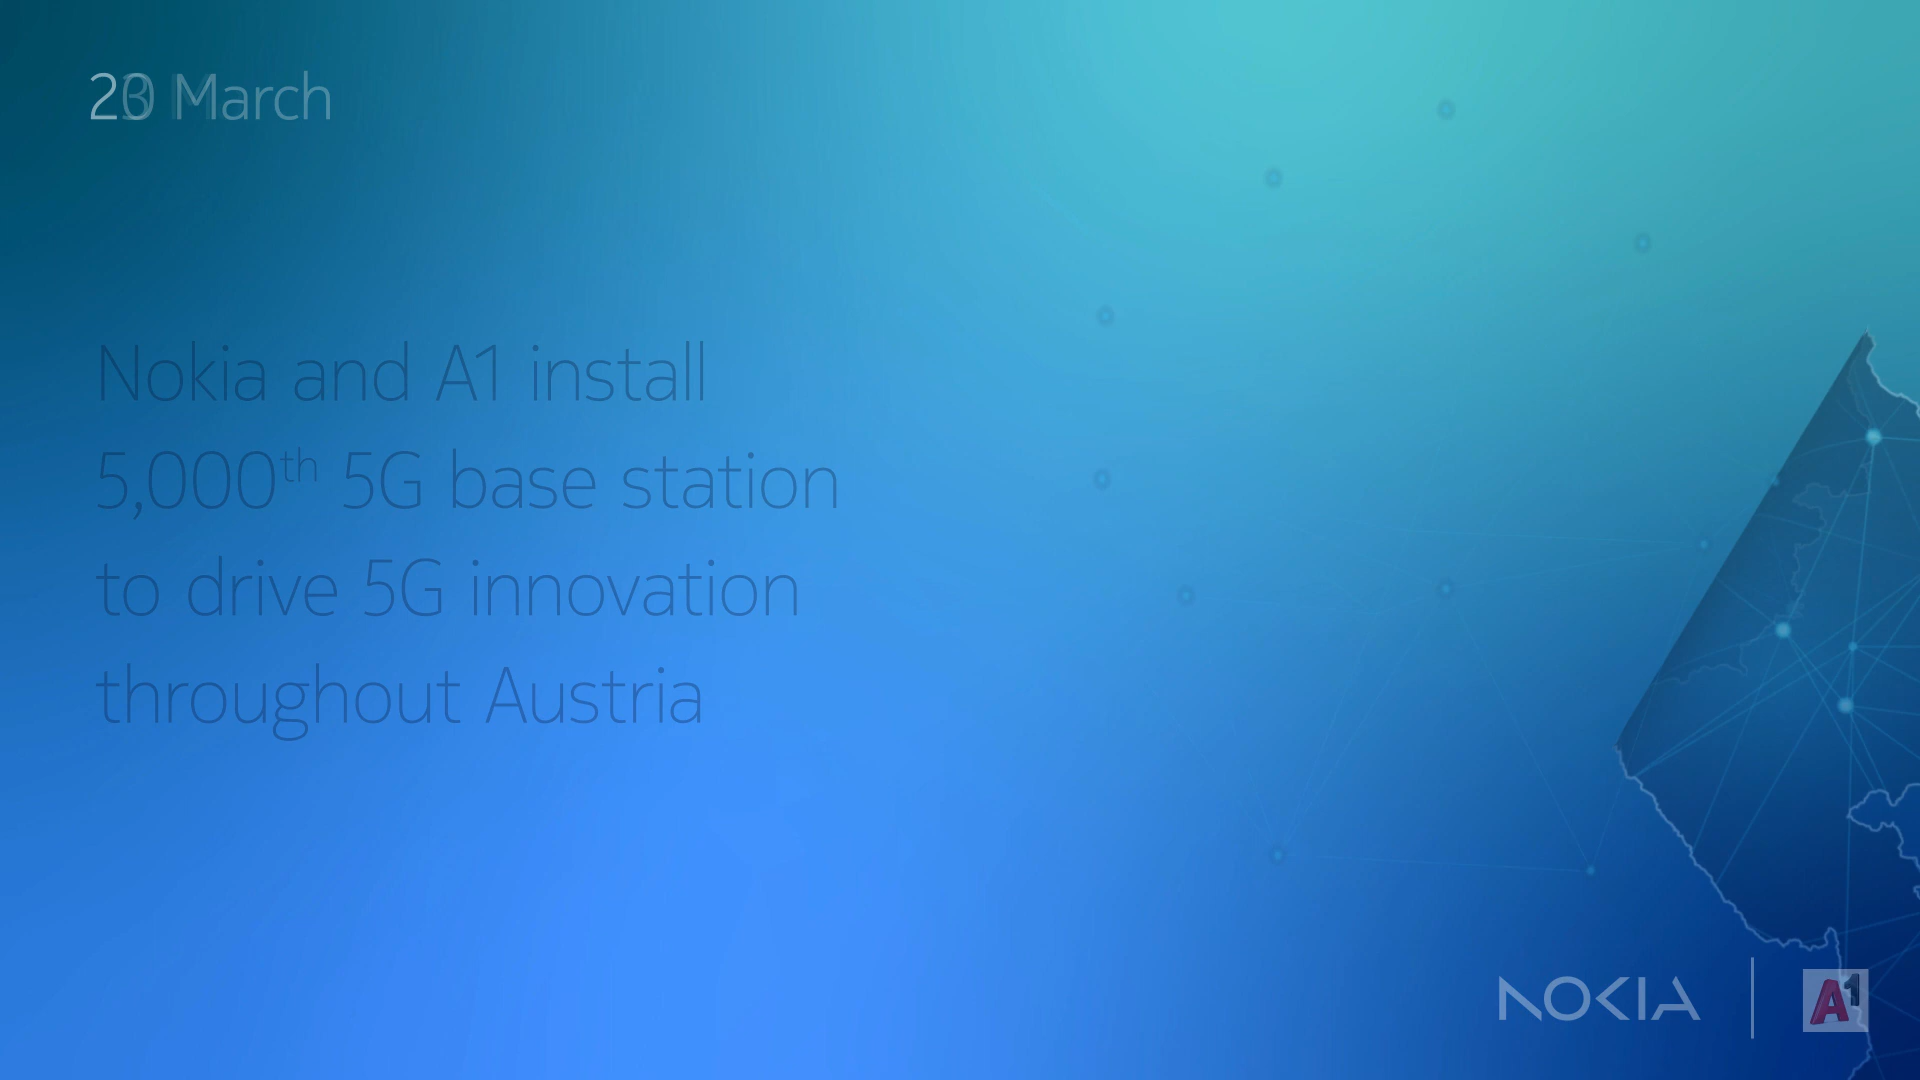 March
Nokia and A1 install
5,000th 5G base station
to drive 5G innovation
throughout Austria
NOKIA
A1